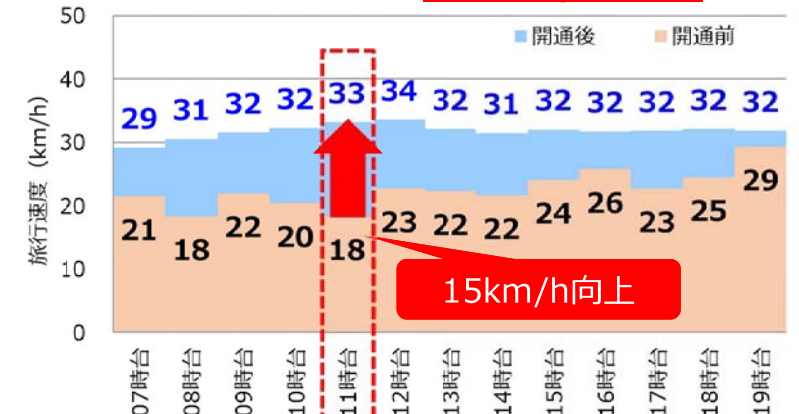 50
40
30
20
10
0
旅行速度（km/h）
開通後
開通前
29 31 32 32 33 34 32 31 32 32 32 32 32
21 18 22 20 18 23 22 22 24 26 23 25 29
15km/h向上
07時台
08時台
09時台
10時台
11時台
12時台
13時台
14時台
15時台
16時台
17時台
18時台
19時台